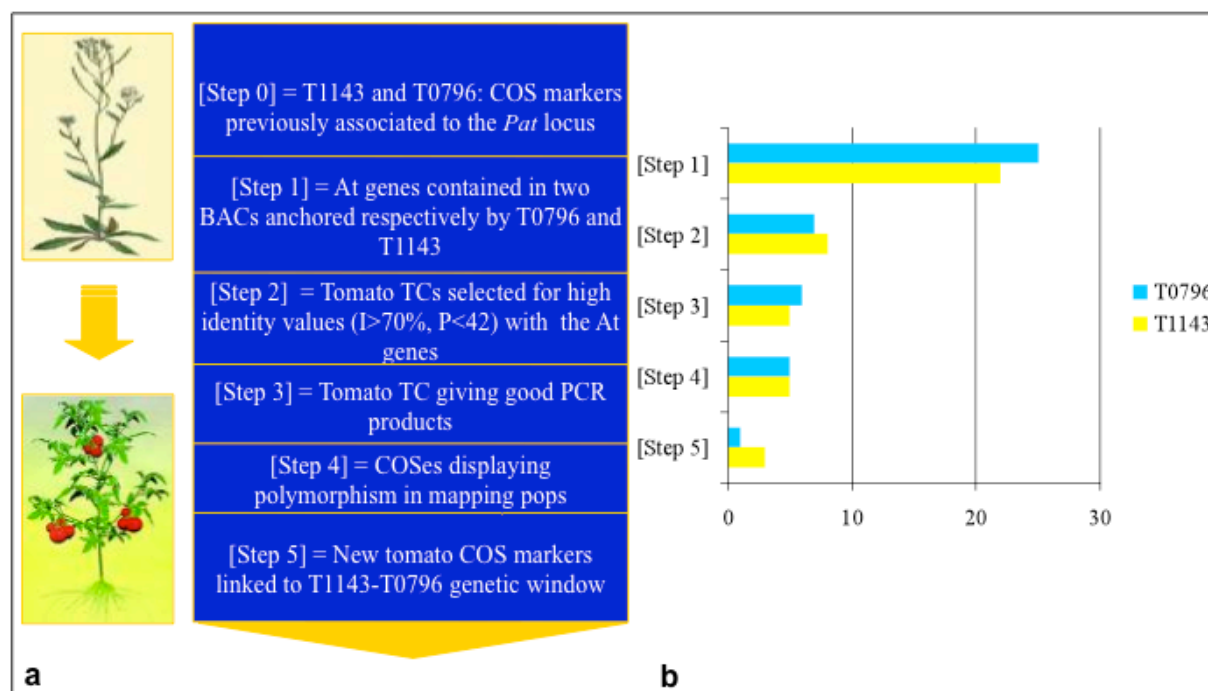 [Step 0] = T1143 and T0796: COS markers
previously associated to the Pat locus
[Step 1] = At genes contained in two
BACs anchored respectively by T0796 and
T1143
[Step 2] = Tomato TCs selected for high
identity values (I>70%, P<42) with the At
genes
[Step 3] = Tomato TC giving good PCR
products
[Step 4] = COSes displaying
polymorphism in mapping pops
[Step 5] = New tomato COS markers
linked to T1143-T0796 genetic window
a
[Step 1]
[Step 2]
[Step 3]
[Step 4]
[Step 5]
0 10 20 30
T0796
T1143
b